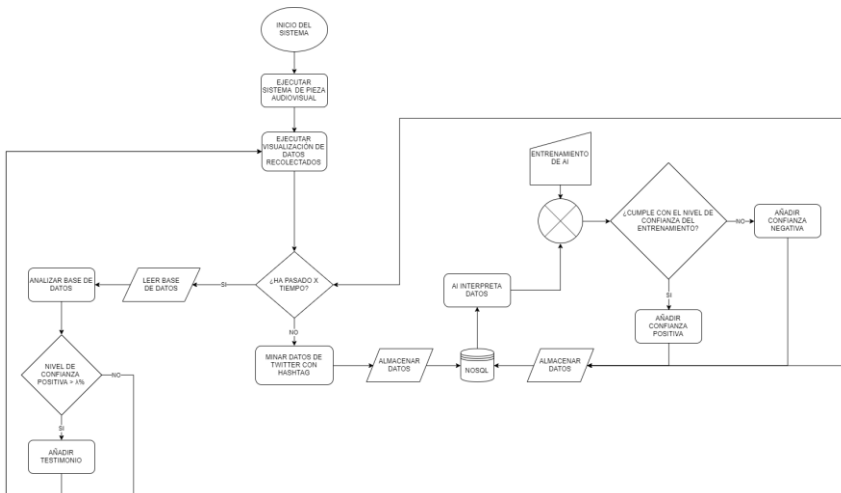 INICIO DEL
SISTEMA
EJECUTAR
SISTEMA DE PIEZA
AUDIOVISUAL
EJECUTAR
VISUALIZACIÓN DE
DATOS
RECOLECTADOS
ENTRENAMIENTO
DE AI
¿CUMPLE CON EL NIVEL DE
CONFIANZA DEL
ENTRENAMIENTO?
NO
AÑADIR
CONFIANZA
NEGATIVA
ANALIZAR BASE DE
DATOS
LEER BASE
DE DATOS
SI
¿HA PASADO X
TIEMPO?
AI INTERPRETA
DATOS
SI
NO
AÑADIR
CONFIANZA
POSITIVA
MINAR DATOS DE
TWITTER CON
HASHTAG
ALMACENAR
DATOS
NOSQL
ALMACENAR
DATOS
NIVEL DE
CONFIANZA
POSITIVA > λ%
NO
SI
AÑADIR
TESTIMONIO